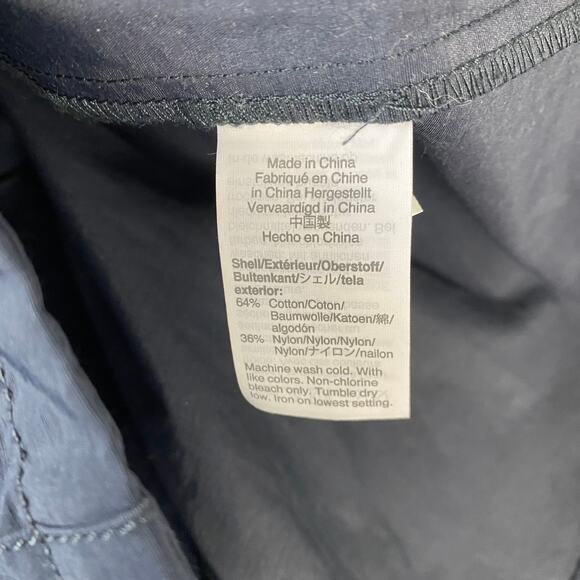 Made in China
Fabriqué en Chine
in China Hergestellt
Vervaardigd in China
中国製
Hecho en China
Shell/Extérieur/Oberstoff/
Buitenkant/シェル/tela
exterior:
64% Cotton/Coton/
Baumwolle/Katoen/綿/
algodón
36% Nylon/Nylon/Nylon/
Nylon/ナイロン/nailon
Machine wash cold. With
like colors. Non-chlorine
bleach only. Tumble dry
low. Iron on lowest setting.